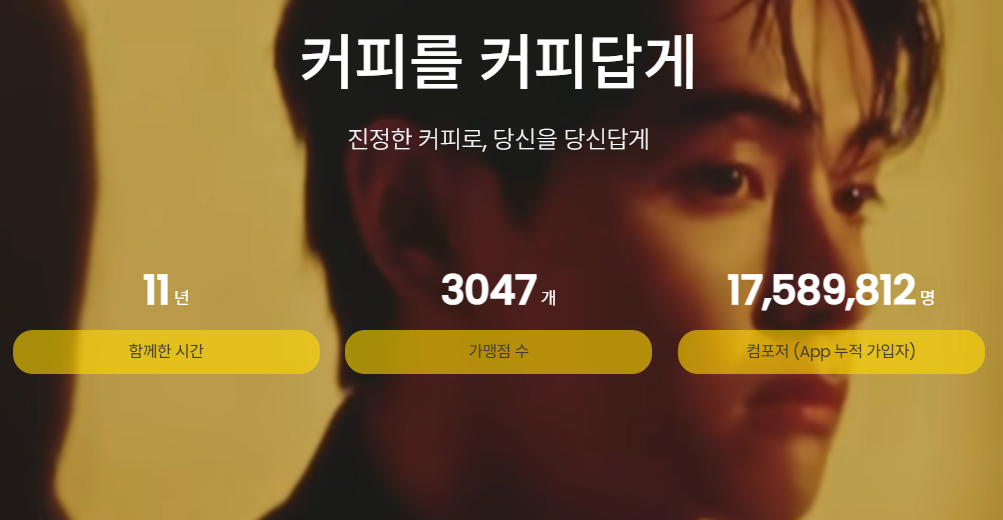 커피를 커피답게
진정한 커피로, 당신을 당신답게
11 년
3047 개
17,589,812 명
함께한 시간
가맹점 수
컴포저 (App 누적 가입자)